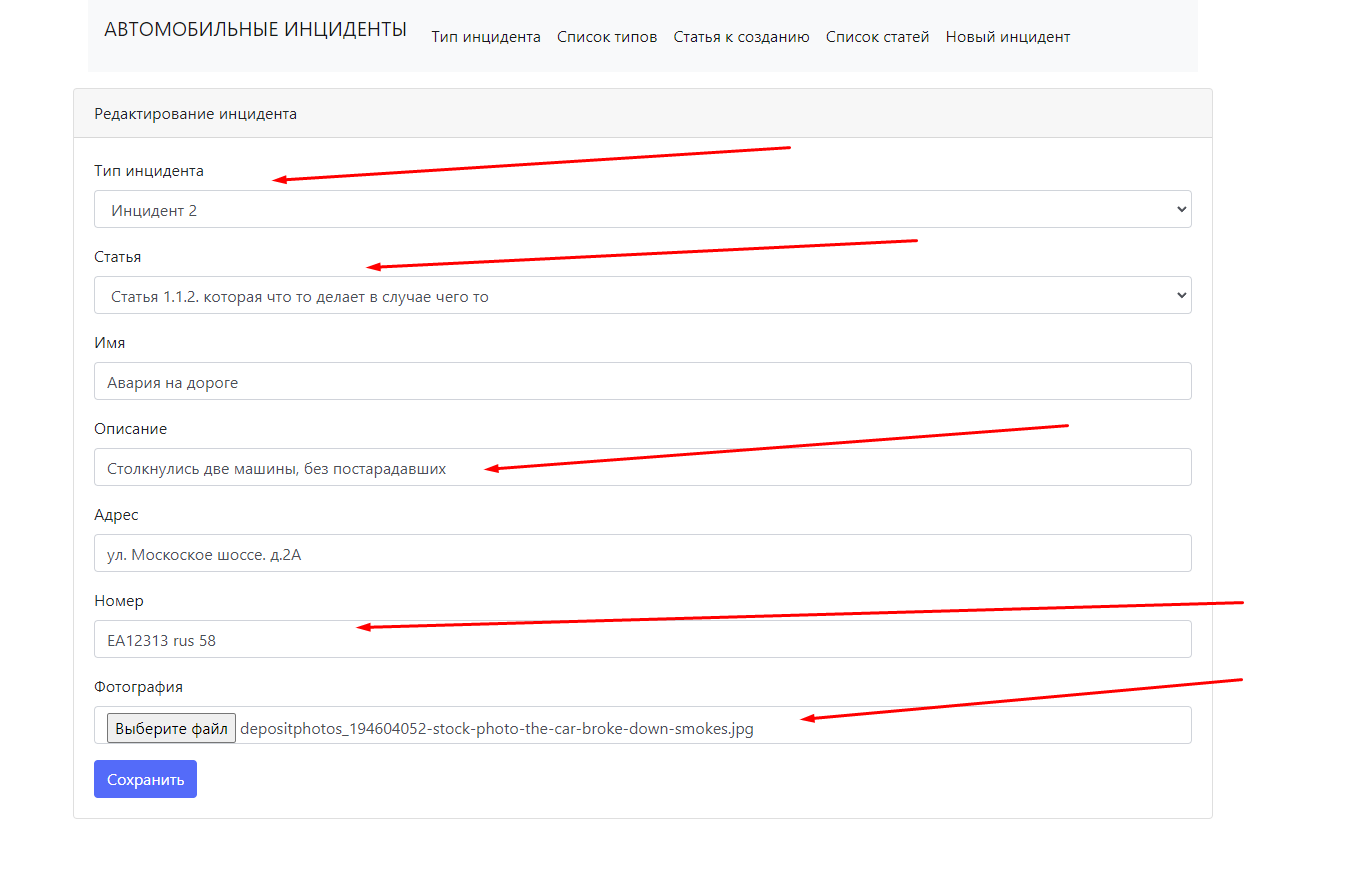 АВТОМОБИЛЬНЫЕ ИНЦИДЕНТЫ Тип инцидента Список типов Статья к созданию Список статей Новый инцидент
Редактирование инцидента
Тип инцидента
Инцидент 2
Статья
Статья 1.1.2. которая что то делает в случае чего то
Имя
Авария на дороге
Описание
Столкнулись две машины, без постарадавших
Адрес
ул. Москоское шоссе. д.2А
Номер
ЕА12313 rus 58
Фотография
Выберите файл depositphotos_194604052-stock-photo-the-car-broke-down-smokes.jpg
Сохранить